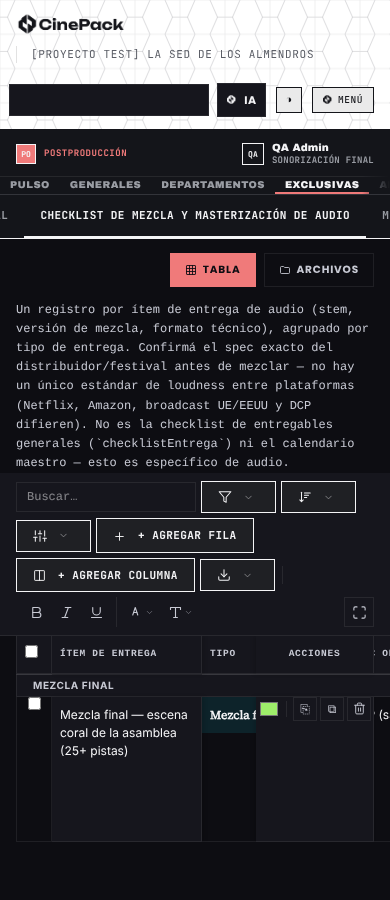 CinePack
[PROYECTO TEST] LA SED DE LOS ALMENDROS
IA
MENÚ
PO POSTPRODUCCIÓN
QA QA Admin
SONORIZACIÓN FINAL
PULSO GENERALES DEPARTAMENTOS EXCLUSIVAS A
L CHECKLIST DE MEZCLA Y MASTERIZACIÓN DE AUDIO M
TABLA ARCHIVOS
Un registro por ítem de entrega de audio (stem,
versión de mezcla, formato técnico), agrupado por
tipo de entrega. Confirmá el spec exacto del
distribuidor/festival antes de mezclar — no hay
un único estándar de loudness entre plataformas
(Netflix, Amazon, broadcast UE/EEUU y DCP
difieren). No es la checklist de entregables
generales (`checklistEntrega`) ni el calendario
maestro — esto es específico de audio.
Buscar…
+ AGREGAR FILA
+ AGREGAR COLUMNA
B I U A T
ÍTEM DE ENTREGA TIPO ACCIONES
MEZCLA FINAL
Mezcla final — escena
coral de la asamblea
(25+ pistas)
Mezcla f
(s